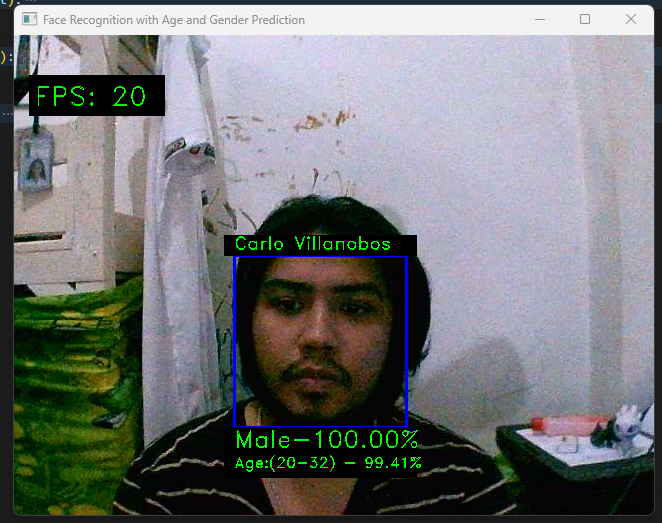 Face Recognition with Age and Gender Prediction
):
FPS: 20
Carlo Villanobos
Male-100.00%
Age:(20-32) - 99.41%